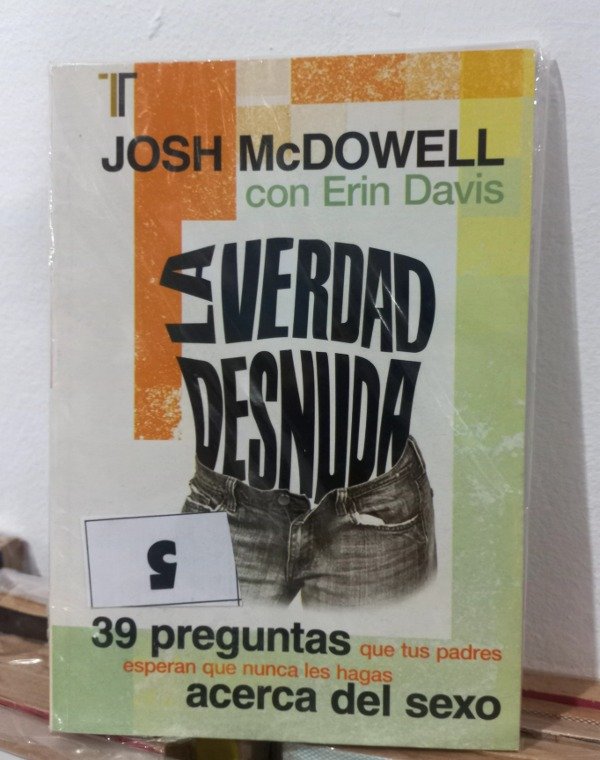 JOSH McDOWELL
con Erin Davis
LA VERDAD
DESNUDA
5
39 preguntas que tus padres
esperan que nunca les hagas
acerca del sexo